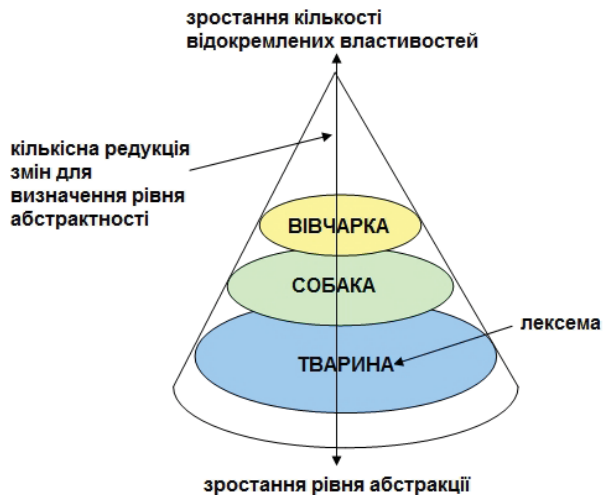 зростання кількості
відокремлених властивостей
кількісна редукція
змін для
визначення рівня
абстрактності
ВІВЧАРКА
СОБАКА
лексема
ТВАРИНА
зростання рівня абстракції